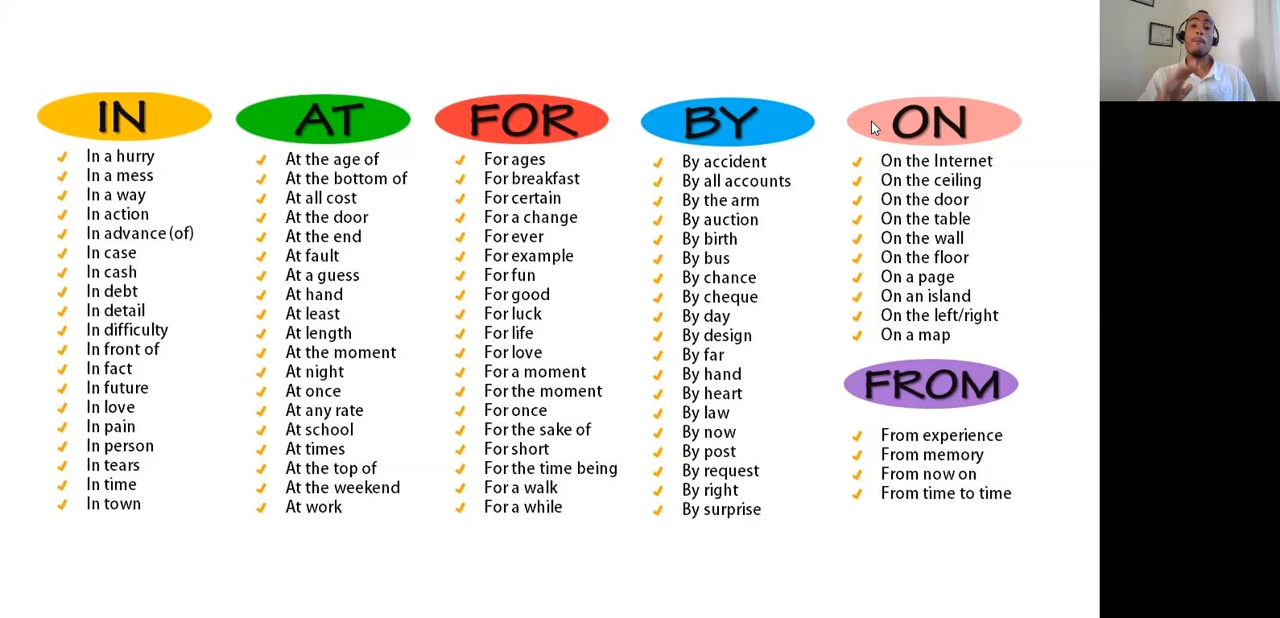 IN
In a hurry
In a mess
In a way
In action
In advance (of)
In case
In cash
In debt
In detail
In difficulty
In front of
In fact
In future
In love
In pain
In person
In tears
In time
In town
AT
At the age of
At the bottom of
At all cost
At the door
At the end
At fault
At a guess
At hand
At least
At length
At the moment
At night
At once
At any rate
At school
At times
At the top of
At the weekend
At work
FOR
For ages
For breakfast
For certain
For a change
For ever
For example
For fun
For good
For luck
For life
For love
For a moment
For the moment
For once
For the sake of
For short
For the time being
For a walk
For a while
BY
By accident
By all accounts
By the arm
By auction
By birth
By bus
By chance
By cheque
By day
By design
By far
By hand
By heart
By law
By now
By post
By request
By right
By surprise
ON
On the Internet
On the ceiling
On the door
On the table
On the wall
On the floor
On a page
On an island
On the left/right
On a map
FROM
From experience
From memory
From now on
From time to time